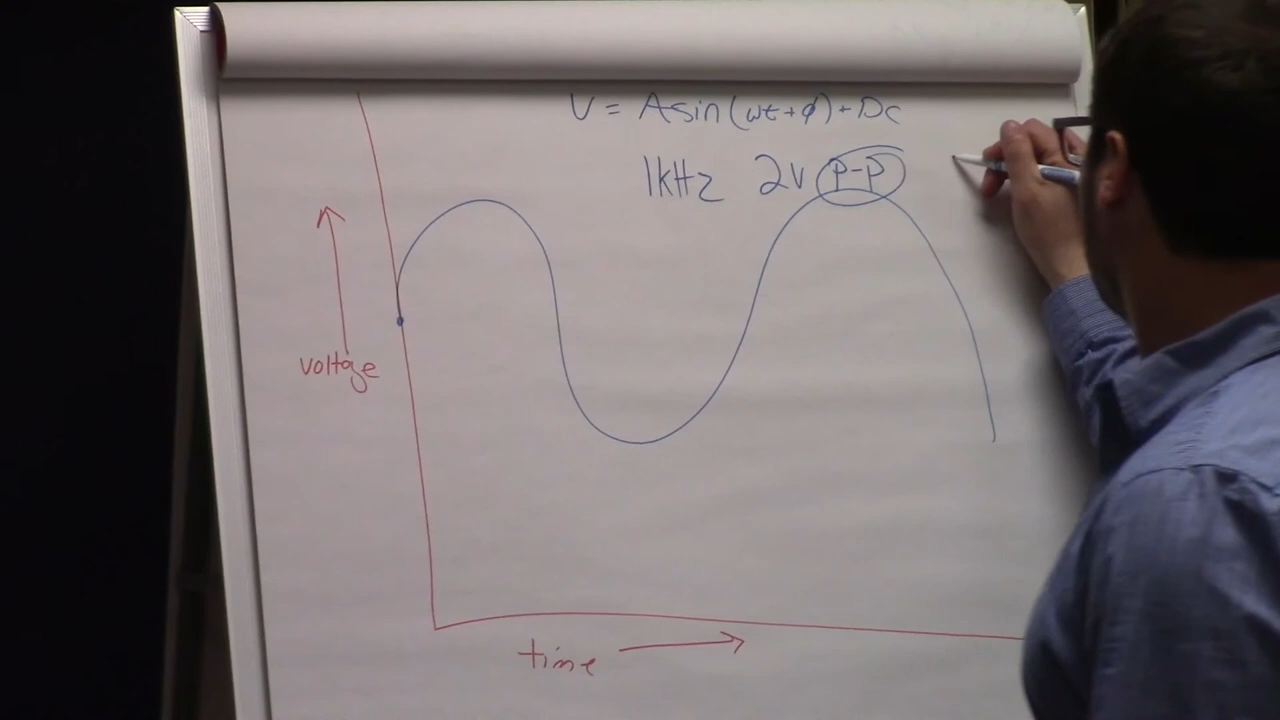 V = Asin(ωt+ϕ)+DC
1kHz 2V p-p
voltage
time